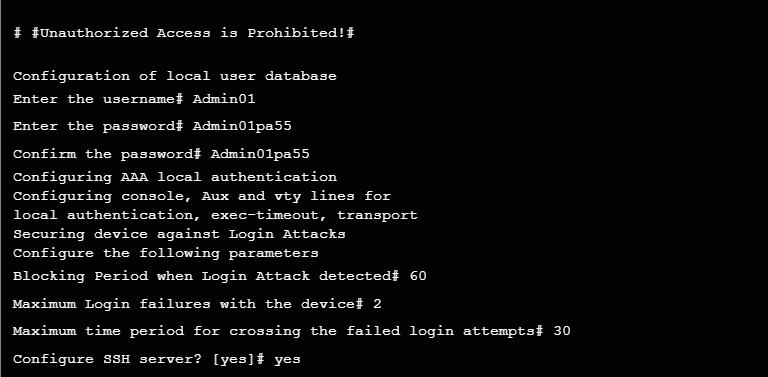 # #Unauthorized Access is Prohibited!#
Configuration of local user database
Enter the username# Admin01
Enter the password# Admin01pa55
Confirm the password# Admin01pa55
Configuring AAA local authentication
Configuring console, Aux and vty lines for
local authentication, exec-timeout, transport
Securing device against Login Attacks
Configure the following parameters
Blocking Period when Login Attack detected# 60
Maximum Login failures with the device# 2
Maximum time period for crossing the failed login attempts# 30
Configure SSH server? [yes]# yes